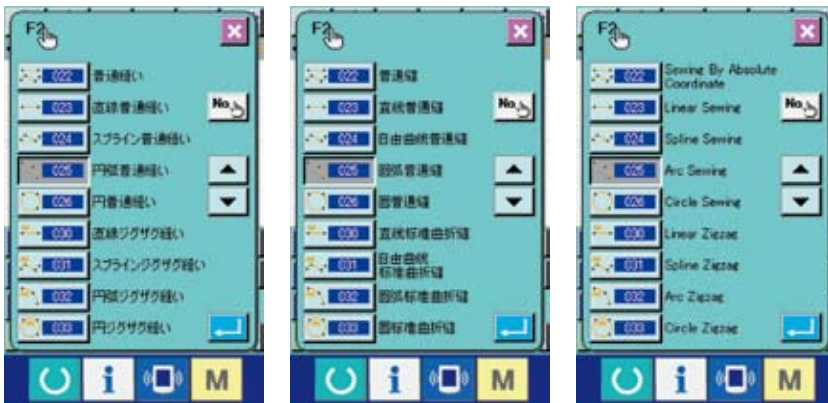 F2
022 普通縫い
No.
023 直線普通縫い
024 スプライン普通縫い
025 円弧普通縫い
026 円普通縫い
030 直線ジグザグ縫い
031 スプラインジグザグ縫い
032 円弧ジグザグ縫い
033 円ジグザグ縫い
i
M
F2
022 普通缝
No.
023 直线普通缝
024 自由曲线普通缝
025 圆弧普通缝
026 圆普通缝
030 直线标准曲折缝
031 自由曲线
标准曲折缝
032 圆弧标准曲折缝
033 圆标准曲折缝
i
M
F2
022 Sewing By Absolute
Coordinate
No.
023 Linear Sewing
024 Spline Sewing
025 Arc Sewing
026 Circle Sewing
030 Linear Zigzag
031 Spline Zigzag
032 Arc Zigzag
033 Circle Zigzag
i
M